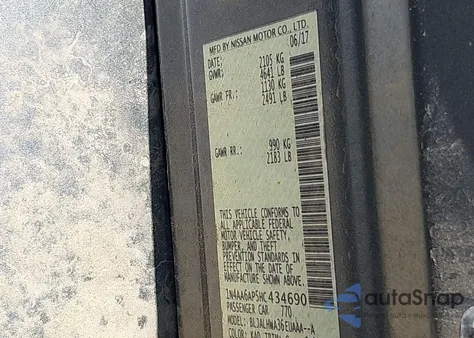 MFD BY NISSAN MOTOR CO., LTD.
DATE: 06/17
GVWR: 2105 KG
4641 LB
GAWR FR.: 1130 KG
2491 LB
GAWR RR.: 990 KG
2183 LB
THIS VEHICLE CONFORMS TO
ALL APPLICABLE FEDERAL
MOTOR VEHICLE SAFETY,
BUMPER, AND THEFT
PREVENTION STANDARDS
IN EFFECT ON THE DATE OF
MANUFACTURE SHOWN ABOVE.
1N4AA6AP5HC434690
PASSENGER CAR 770
MODEL: BLJALHWA36EUAAA--A
COLOR: KAD TRIM:
autoSnap